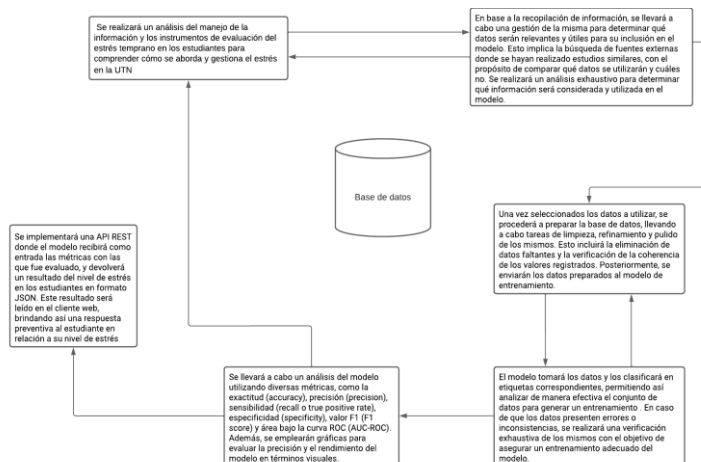 Se realizará un análisis del manejo de la
información y los instrumentos de evaluación del
estrés temprano en los estudiantes para
comprender cómo se aborda y gestiona el estrés
en la UTN
En base a la recopilación de información, se llevará a
cabo una gestión de la misma para determinar qué
datos serán relevantes y útiles para su inclusión en el
modelo. Esto implica la búsqueda de fuentes externas
donde se hayan realizado estudios similares, con el
propósito de comparar qué datos se utilizarán y cuáles
no. Se realizará un análisis exhaustivo para determinar
qué información será considerada y utilizada en el
modelo.
Base de datos
Una vez seleccionados los datos a utilizar, se
procederá a preparar la base de datos, llevando
a cabo tareas de limpieza, refinamiento y pulido
de los mismos. Esto incluirá la eliminación de
datos faltantes y la verificación de la coherencia
de los valores registrados. Posteriormente, se
enviarán los datos preparados al modelo de
entrenamiento.
Se implementará una API REST
donde el modelo recibirá como
entrada las métricas con las
que fue evaluado, y devolverá
un resultado del nivel de estrés
en los estudiantes en formato
JSON. Este resultado será
leído en el cliente web,
brindando así una respuesta
preventiva al estudiante en
relación a su nivel de estrés
Se llevará a cabo un análisis del modelo
utilizando diversas métricas, como la
exactitud (accuracy), precisión (precision),
sensibilidad (recall o true positive rate),
especificidad (specificity), valor F1 (F1
score) y área bajo la curva ROC (AUC-ROC).
Además, se emplearán gráficas para
evaluar la precisión y el rendimiento del
modelo en términos visuales.
El modelo tomará los datos y los clasificará en
etiquetas correspondientes, permitiendo así
analizar de manera efectiva el conjunto de
datos para generar un entrenamiento . En caso
de que los datos presenten errores o
inconsistencias, se realizará una verificación
exhaustiva de los mismos con el objetivo de
asegurar un entrenamiento adecuado del
modelo.